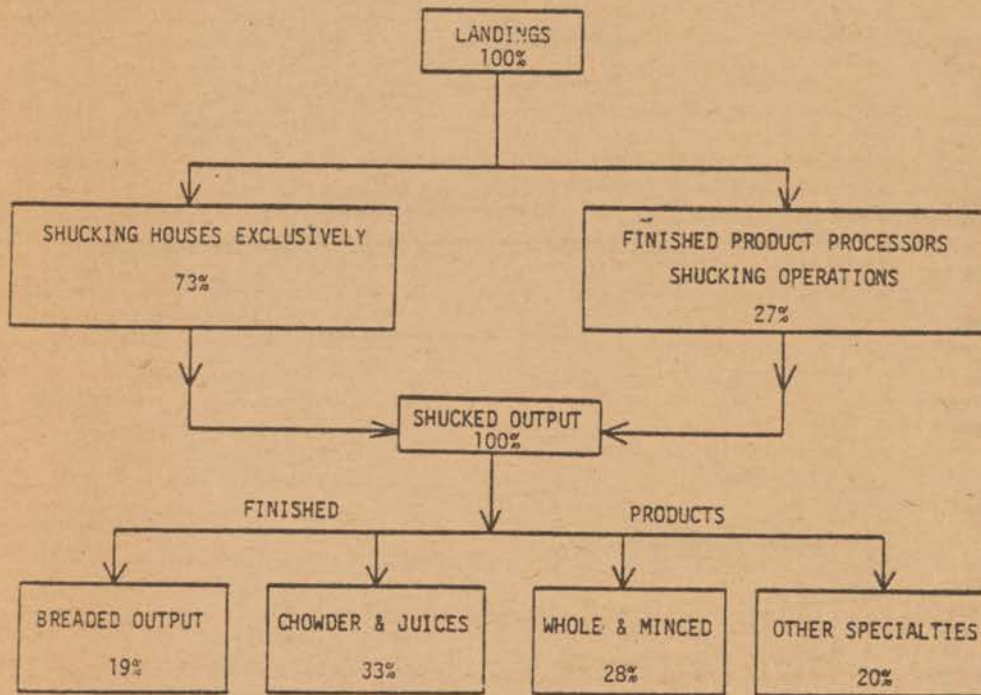 LANDINGS
100%
SHUCKING HOUSES EXCLUSIVELY
73%
FINISHED PRODUCT PROCESSORS
SHUCKING OPERATIONS
27%
SHUCKED OUTPUT
100%
FINISHED PRODUCTS
BREADED OUTPUT
19%
CHOWDER & JUICES
33%
WHOLE & MINCED
28%
OTHER SPECIALTIES
20%